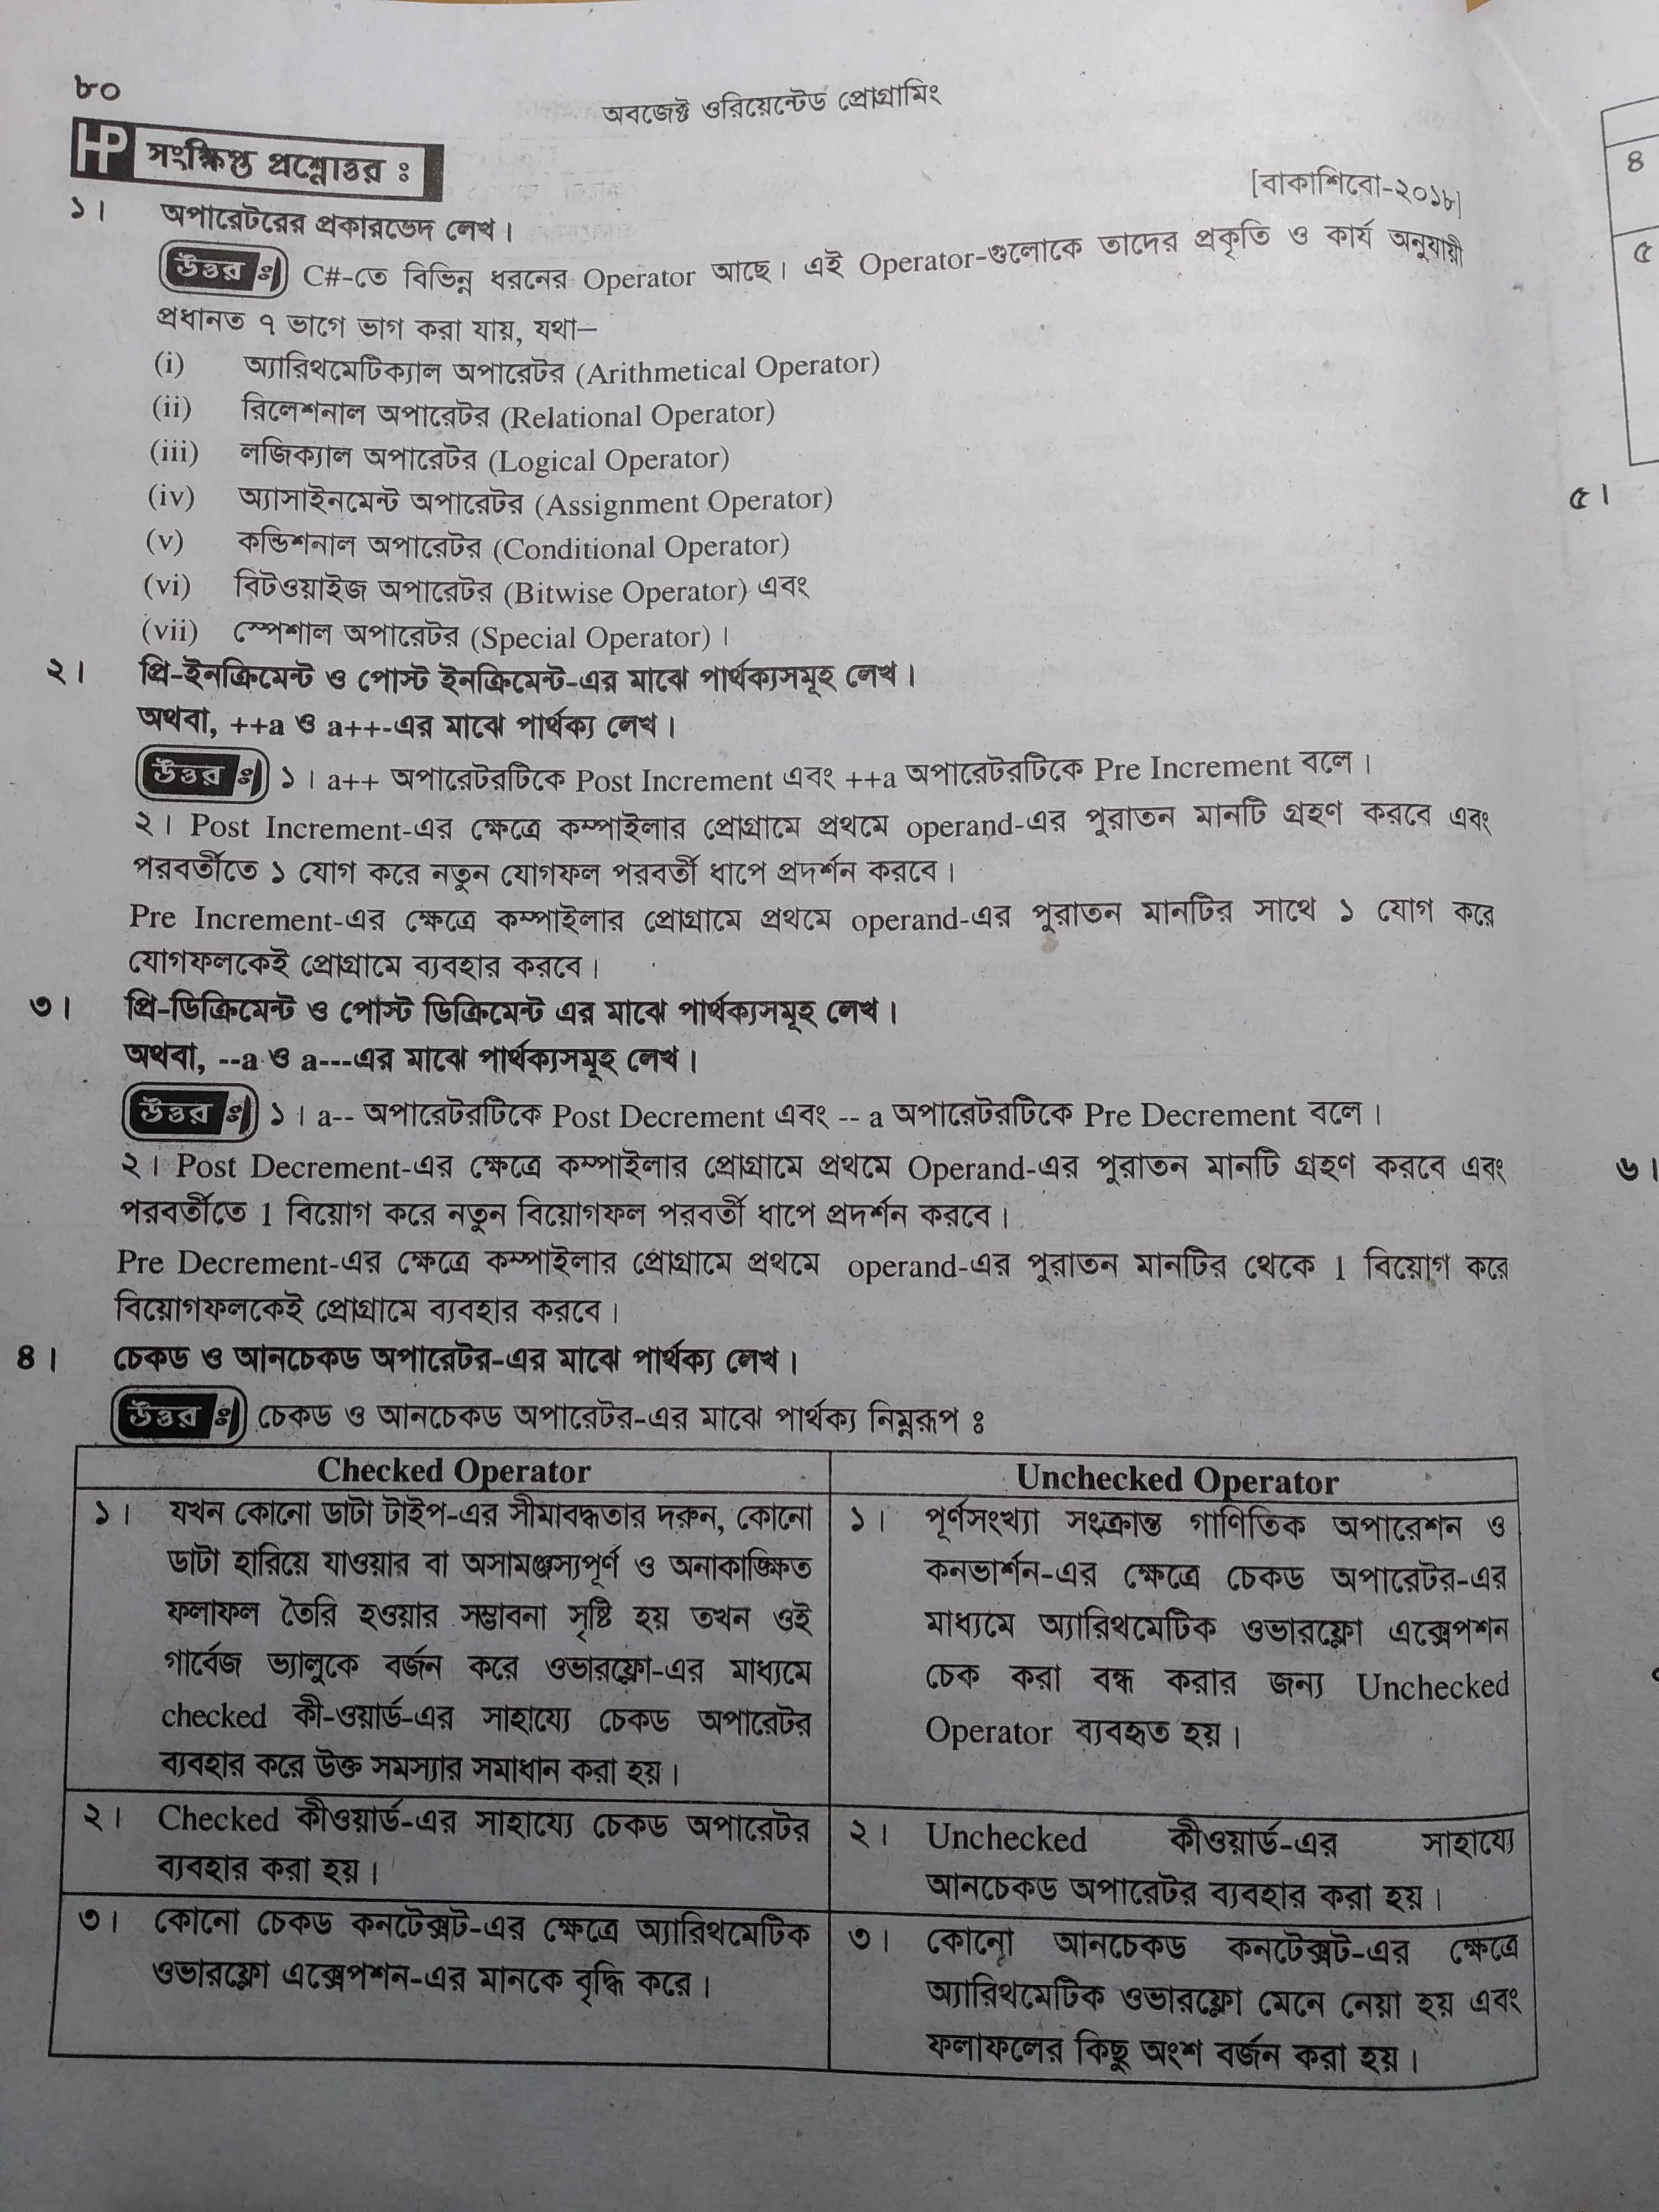 ৮০
অবজেক্ট ওরিয়েন্টেড প্রোগ্রামিং
HP সংক্ষিপ্ত প্রশ্নোত্তর ঃ
[বাকাশিবো-২০১৮]
১। অপারেটরের প্রকারভেদ লেখ।
উত্তর ঃ C#-তে বিভিন্ন ধরনের Operator আছে। এই Operator-গুলোকে তাদের প্রকৃতি ও কার্য অনুযায়ী
প্রধানত ৭ ভাগে ভাগ করা যায়, যথা—
(i) অ্যারিথমেটিক্যাল অপারেটর (Arithmetical Operator)
(ii) রিলেশনাল অপারেটর (Relational Operator)
(iii) লজিক্যাল অপারেটর (Logical Operator)
(iv) অ্যাসাইনমেন্ট অপারেটর (Assignment Operator)
(v) কন্ডিশনাল অপারেটর (Conditional Operator)
(vi) বিটওয়াইজ অপারেটর (Bitwise Operator) এবং
(vii) স্পেশাল অপারেটর (Special Operator)।
২। প্রি-ইনক্রিমেন্ট ও পোস্ট ইনক্রিমেন্ট-এর মাঝে পার্থক্যসমূহ লেখ।
অথবা, ++a ও a++-এর মাঝে পার্থক্য লেখ।
উত্তর ঃ ১। a++ অপারেটরটিকে Post Increment এবং ++a অপারেটরটিকে Pre Increment বলে।
২। Post Increment-এর ক্ষেত্রে কম্পাইলার প্রোগ্রামে প্রথমে operand-এর পুরাতন মানটি গ্রহণ করবে এবং
পরবর্তীতে ১ যোগ করে নতুন যোগফল পরবর্তী ধাপে প্রদর্শন করবে।
Pre Increment-এর ক্ষেত্রে কম্পাইলার প্রোগ্রামে প্রথমে operand-এর পুরাতন মানটির সাথে ১ যোগ করে
যোগফলকেই প্রোগ্রামে ব্যবহার করবে।
৩। প্রি-ডিক্রিমেন্ট ও পোস্ট ডিক্রিমেন্ট এর মাঝে পার্থক্যসমূহ লেখ।
অথবা, --a ও a---এর মাঝে পার্থক্যসমূহ লেখ।
উত্তর ঃ ১। a-- অপারেটরটিকে Post Decrement এবং -- a অপারেটরটিকে Pre Decrement বলে।
২। Post Decrement-এর ক্ষেত্রে কম্পাইলার প্রোগ্রামে প্রথমে Operand-এর পুরাতন মানটি গ্রহণ করবে এবং
পরবর্তীতে 1 বিয়োগ করে নতুন বিয়োগফল পরবর্তী ধাপে প্রদর্শন করবে।
Pre Decrement-এর ক্ষেত্রে কম্পাইলার প্রোগ্রামে প্রথমে operand-এর পুরাতন মানটির থেকে 1 বিয়োগ করে
বিয়োগফলকেই প্রোগ্রামে ব্যবহার করবে।
৪। চেকড ও আনচেকড অপারেটর-এর মাঝে পার্থক্য লেখ।
উত্তর ঃ চেকড ও আনচেকড অপারেটর-এর মাঝে পার্থক্য নিম্নরূপ ঃ
Checked Operator
১। যখন কোনো ডাটা টাইপ-এর সীমাবদ্ধতার দরুন, কোনো
ডাটা হারিয়ে যাওয়ার বা অসামঞ্জস্যপূর্ণ ও অনাকাঙ্ক্ষিত
ফলাফল তৈরি হওয়ার সম্ভাবনা সৃষ্টি হয় তখন ওই
গার্বেজ ভ্যালুকে বর্জন করে ওভারফ্লো-এর মাধ্যমে
checked কী-ওয়ার্ড-এর সাহায্যে চেকড অপারেটর
ব্যবহার করে উক্ত সমস্যার সমাধান করা হয়।
২। Checked কীওয়ার্ড-এর সাহায্যে চেকড অপারেটর
ব্যবহার করা হয়।
৩। কোনো চেকড কনটেক্সট-এর ক্ষেত্রে অ্যারিথমেটিক
ওভারফ্লো এক্সেপশন-এর মানকে বৃদ্ধি করে।
Unchecked Operator
১। পূর্ণসংখ্যা সংক্রান্ত গাণিতিক অপারেশন ও
কনভার্শন-এর ক্ষেত্রে চেকড অপারেটর-এর
মাধ্যমে অ্যারিথমেটিক ওভারফ্লো এক্সেপশন
চেক করা বন্ধ করার জন্য Unchecked
Operator ব্যবহৃত হয়।
২। Unchecked কীওয়ার্ড-এর সাহায্যে
আনচেকড অপারেটর ব্যবহার করা হয়।
৩। কোনো আনচেকড কনটেক্সট-এর ক্ষেত্রে
অ্যারিথমেটিক ওভারফ্লো মেনে নেয়া হয় এবং
ফলাফলের কিছু অংশ বর্জন করা হয়।
৪
৫
৫।
৬।